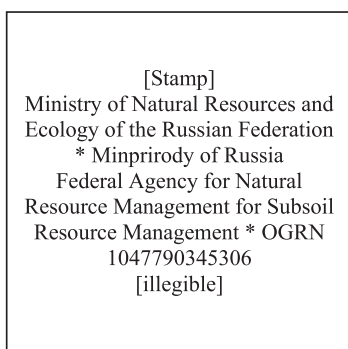 [Stamp]
Ministry of Natural Resources and
Ecology of the Russian Federation
* Minprirody of Russia
Federal Agency for Natural
Resource Management for Subsoil
Resource Management * OGRN
1047790345306
[illegible]